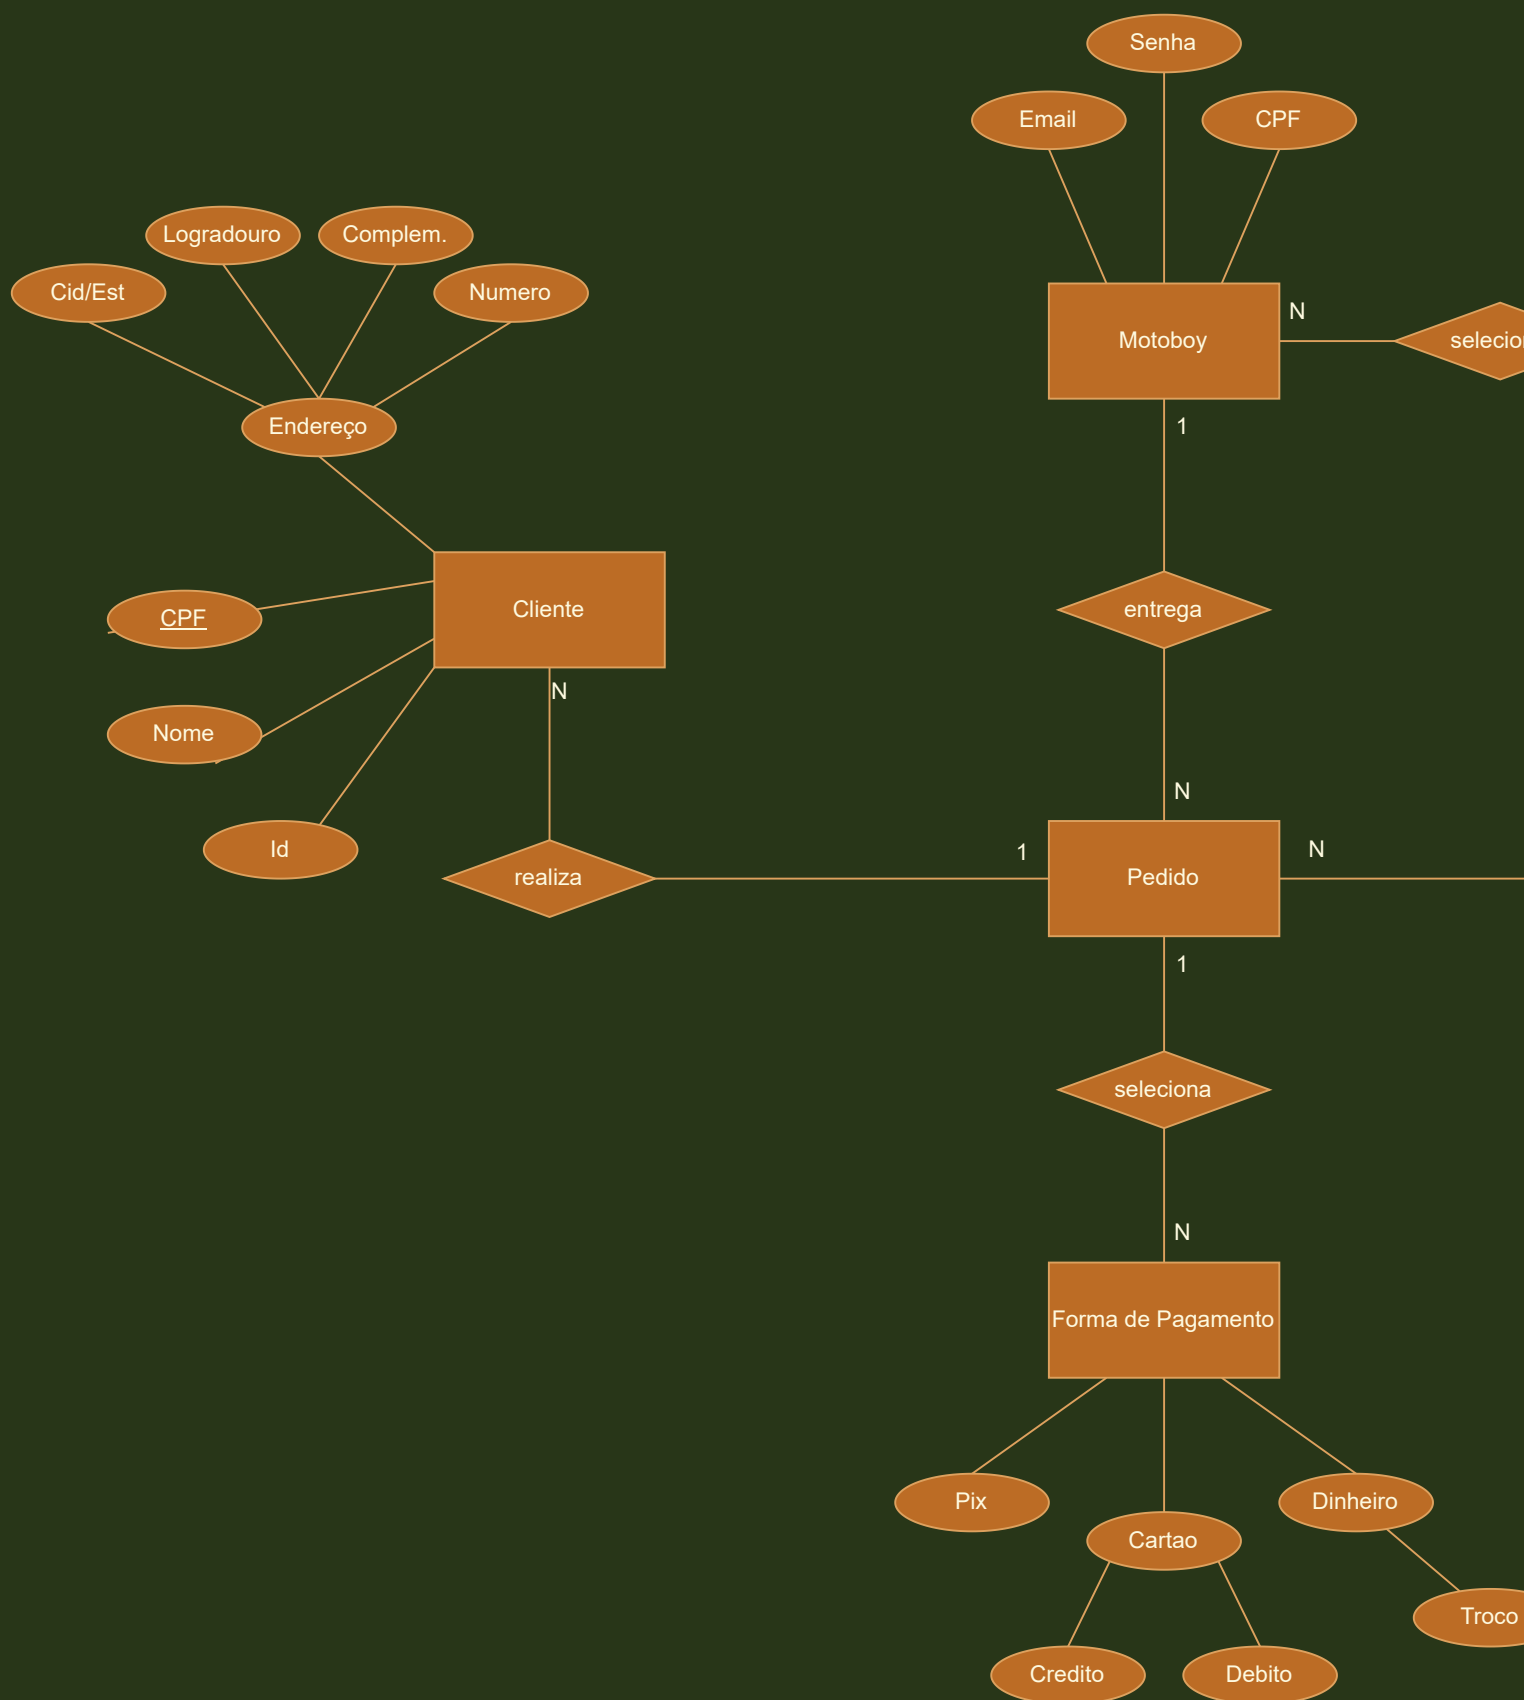 Senha
Email
CPF
Logradouro
Complem.
Cid/Est
Numero
N
Motoboy
Endereço
1
CPF
Cliente
entrega
N
Nome
N
Id
realiza
1
Pedido
N
1
seleciona
N
Forma de Pagamento
Pix
Dinheiro
Cartao
Troco
Credito
Debito